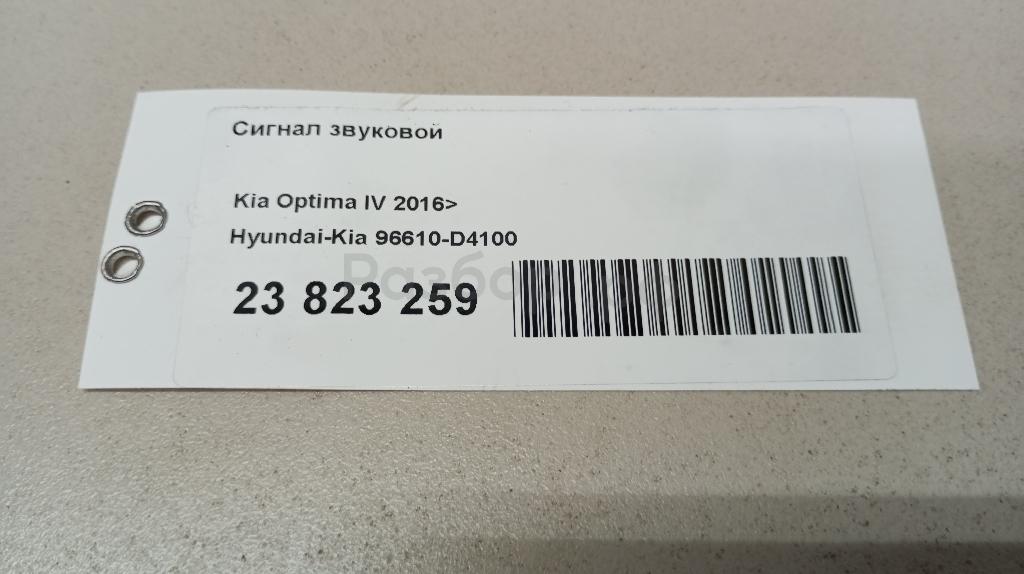 Сигнал звуковой
Kia Optima IV 2016>
Hyundai-Kia 96610-D4100
23 823 259